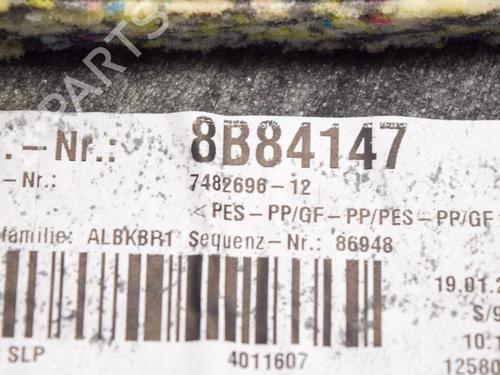 . - Nr.: 8B84147
- Nr.: 7482696-12
<PES-PP/GF-PP/PES-PP/GF
familie: ALBKBR1 Sequenz-Nr.: 86948
19.01.2
S/9
10.1
SLP 4011607 12580
B-PARTS